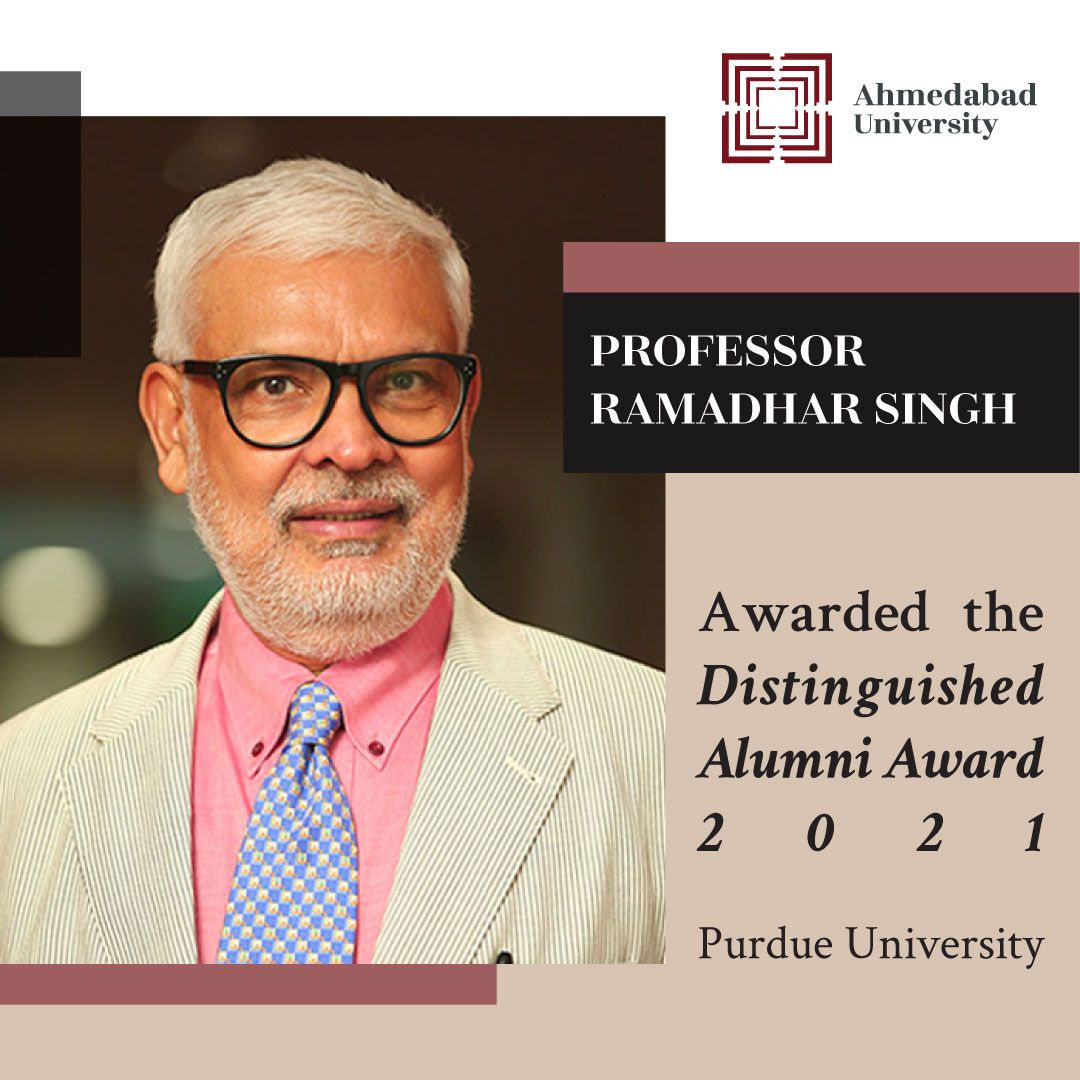 Ahmedabad
University
PROFESSOR
RAMADHAR SINGH
Awarded the
Distinguished
Alumni Award
2 0 2 1
Purdue University